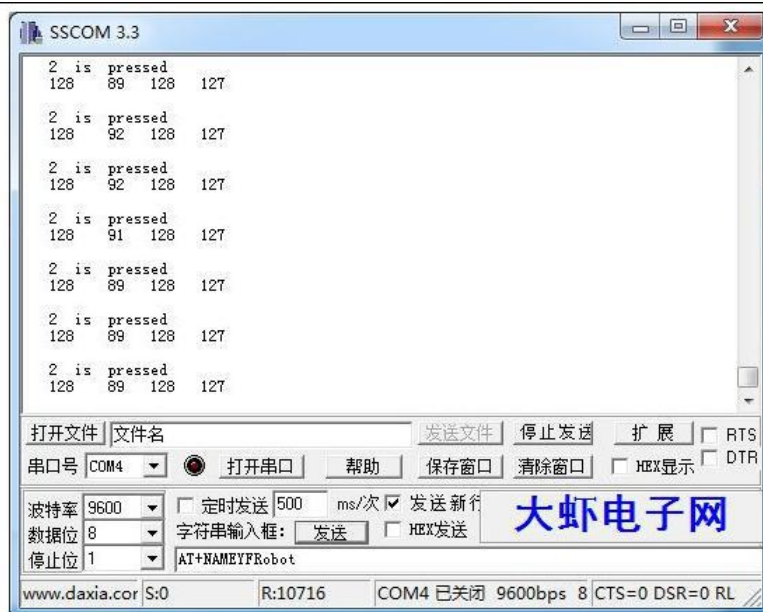 SSCOM 3.3
2 is pressed
128 89 128 127
2 is pressed
128 92 128 127
2 is pressed
128 92 128 127
2 is pressed
128 91 128 127
2 is pressed
128 89 128 127
2 is pressed
128 89 128 127
2 is pressed
128 89 128 127
打开文件 文件名 发送文件 停止发送 扩展 RTS
串口号 COM4 打开串口 帮助 保存窗口 清除窗口 HEX显示 DTR
波特率 9600 定时发送 500 ms/次 发送新行 大虾电子网
数据位 8 字符串输入框: 发送 HEX发送
停止位 1 AT+NAMEYFRobot
www.daxia.cor S:0 R:10716 COM4 已关闭 9600bps 8 CTS=0 DSR=0 RL